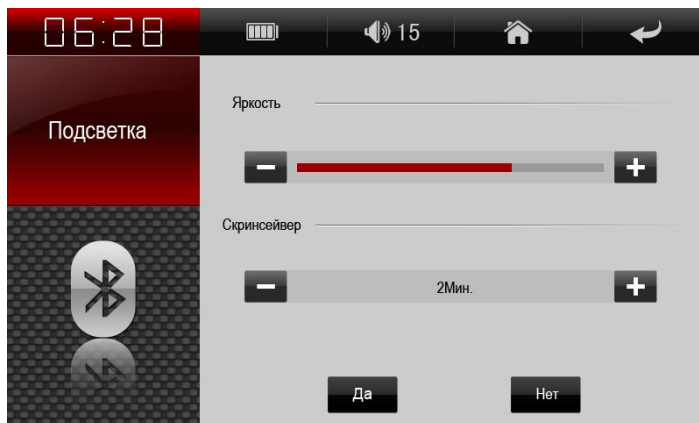 06:28
15
Подсветка
Яркость
Скринсейвер
2Мин.
Да
Нет